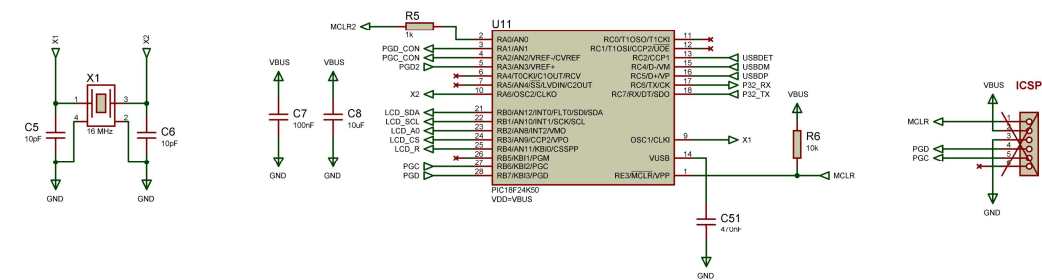 X1
X2
X1
1
3
4
2
16 MHz
C5
10pF
C6
10pF
GND
GND
VBUS
C7
100nF
GND
VBUS
C8
10uF
GND
MCLR2
R5
1k
U11
2 RA0/AN0
PGD_CON 3 RA1/AN1
PGC_CON 4 RA2/AN2/VREF-/CVREF
PGD2 5 RA3/AN3/VREF+
6 RA4/T0CKI/C1OUT/RCV
7 RA5/AN4/SS/LVDIN/C2OUT
X2 10 RA6/OSC2/CLKO
LCD_SDA 21 RB0/AN12/INT0/FLT0/SDI/SDA
LCD_SCL 22 RB1/AN10/INT1/SCK/SCL
LCD_A0 23 RB2/AN8/INT2/VMO
LCD_CS 24 RB3/AN9/CCP2/VPO
LCD_R 25 RB4/AN11/KBI0/CSSPP
26 RB5/KBI1/PGM
PGC 27 RB6/KBI2/PGC
PGD 28 RB7/KBI3/PGD
RC0/T1OSO/T1CKI 11
RC1/T1OSI/CCP2/UOE 12
RC2/CCP1 13 USBDET
RC4/D-/VM 15 USBDM
RC5/D+/VP 16 USBDP
RC6/TX/CK 17 P32_RX
RC7/RX/DT/SDO 18 P32_TX
OSC1/CLKI 9 X1
VUSB 14
RE3/MCLR/VPP 1 MCLR
PIC18F24K50
VDD=VBUS
VBUS
R6
10k
C51
470nF
GND
VBUS
ICSP
MCLR 1
2
3
PGD 4
PGC 5
6
GND